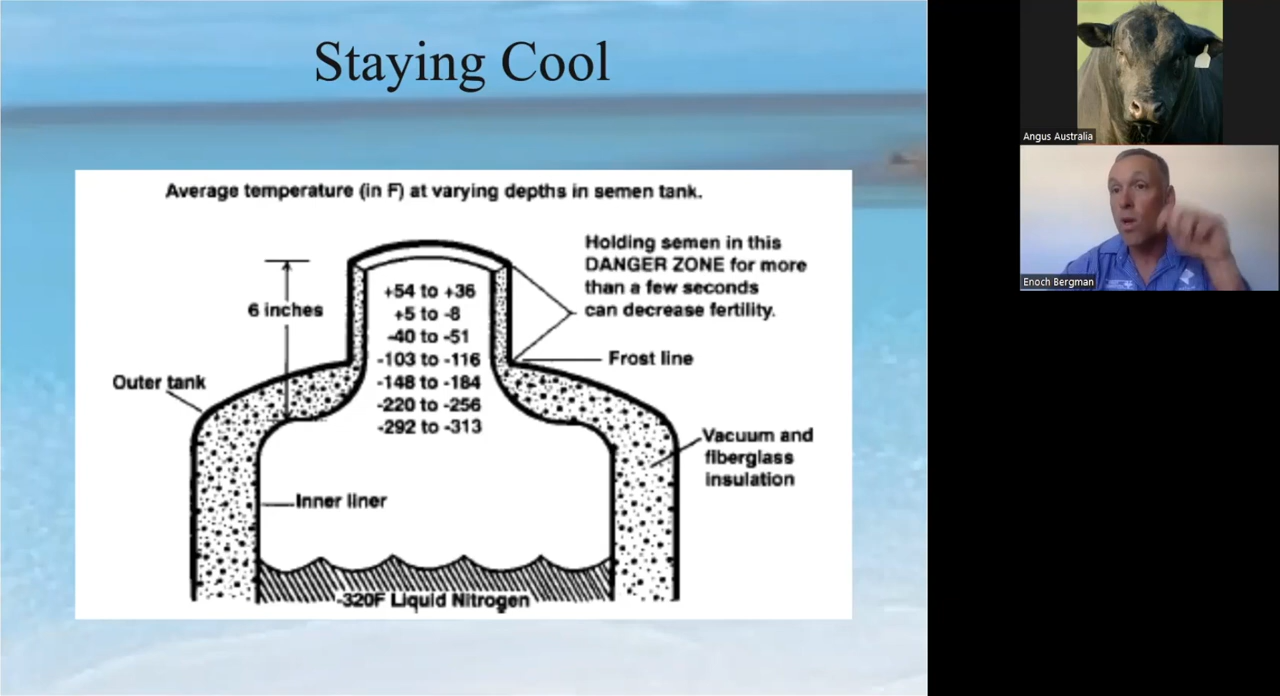 Staying Cool
Average temperature (in F) at varying depths in semen tank.
Holding semen in this
DANGER ZONE for more
than a few seconds
can decrease fertility.
6 inches
+54 to +36
+5 to -8
-40 to -51
-103 to -116
-148 to -184
-220 to -256
-292 to -313
Frost line
Outer tank
Vacuum and
fiberglass
insulation
Inner liner
-320F Liquid Nitrogen
Angus Australia
Enoch Bergman